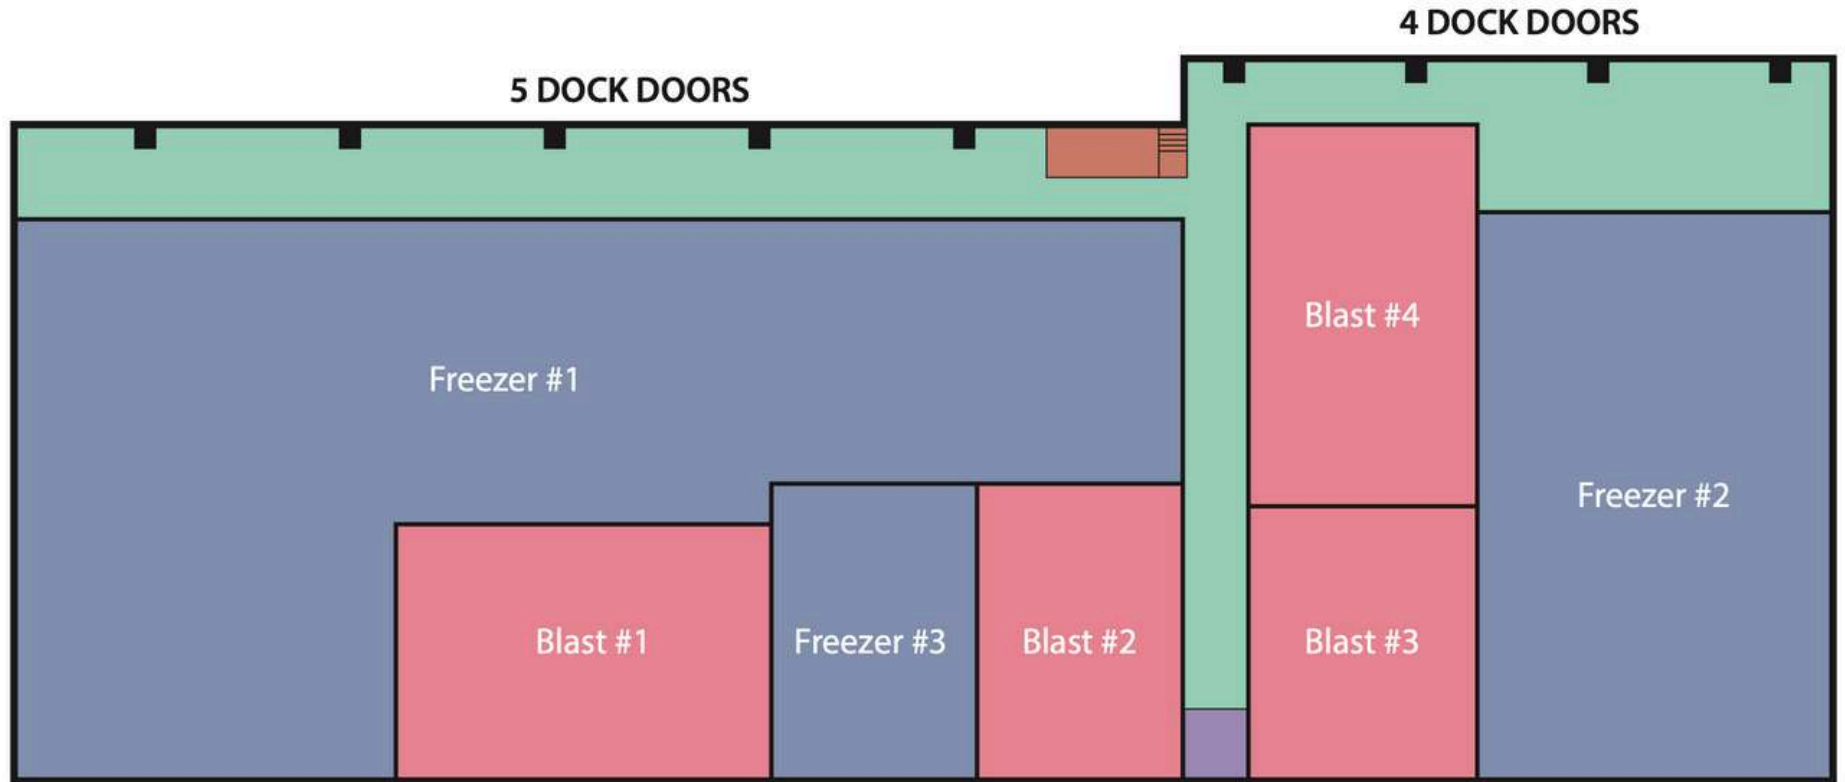 4 DOCK DOORS
5 DOCK DOORS
Blast #4
Freezer #1
Freezer #2
Blast #1
Freezer #3
Blast #2
Blast #3